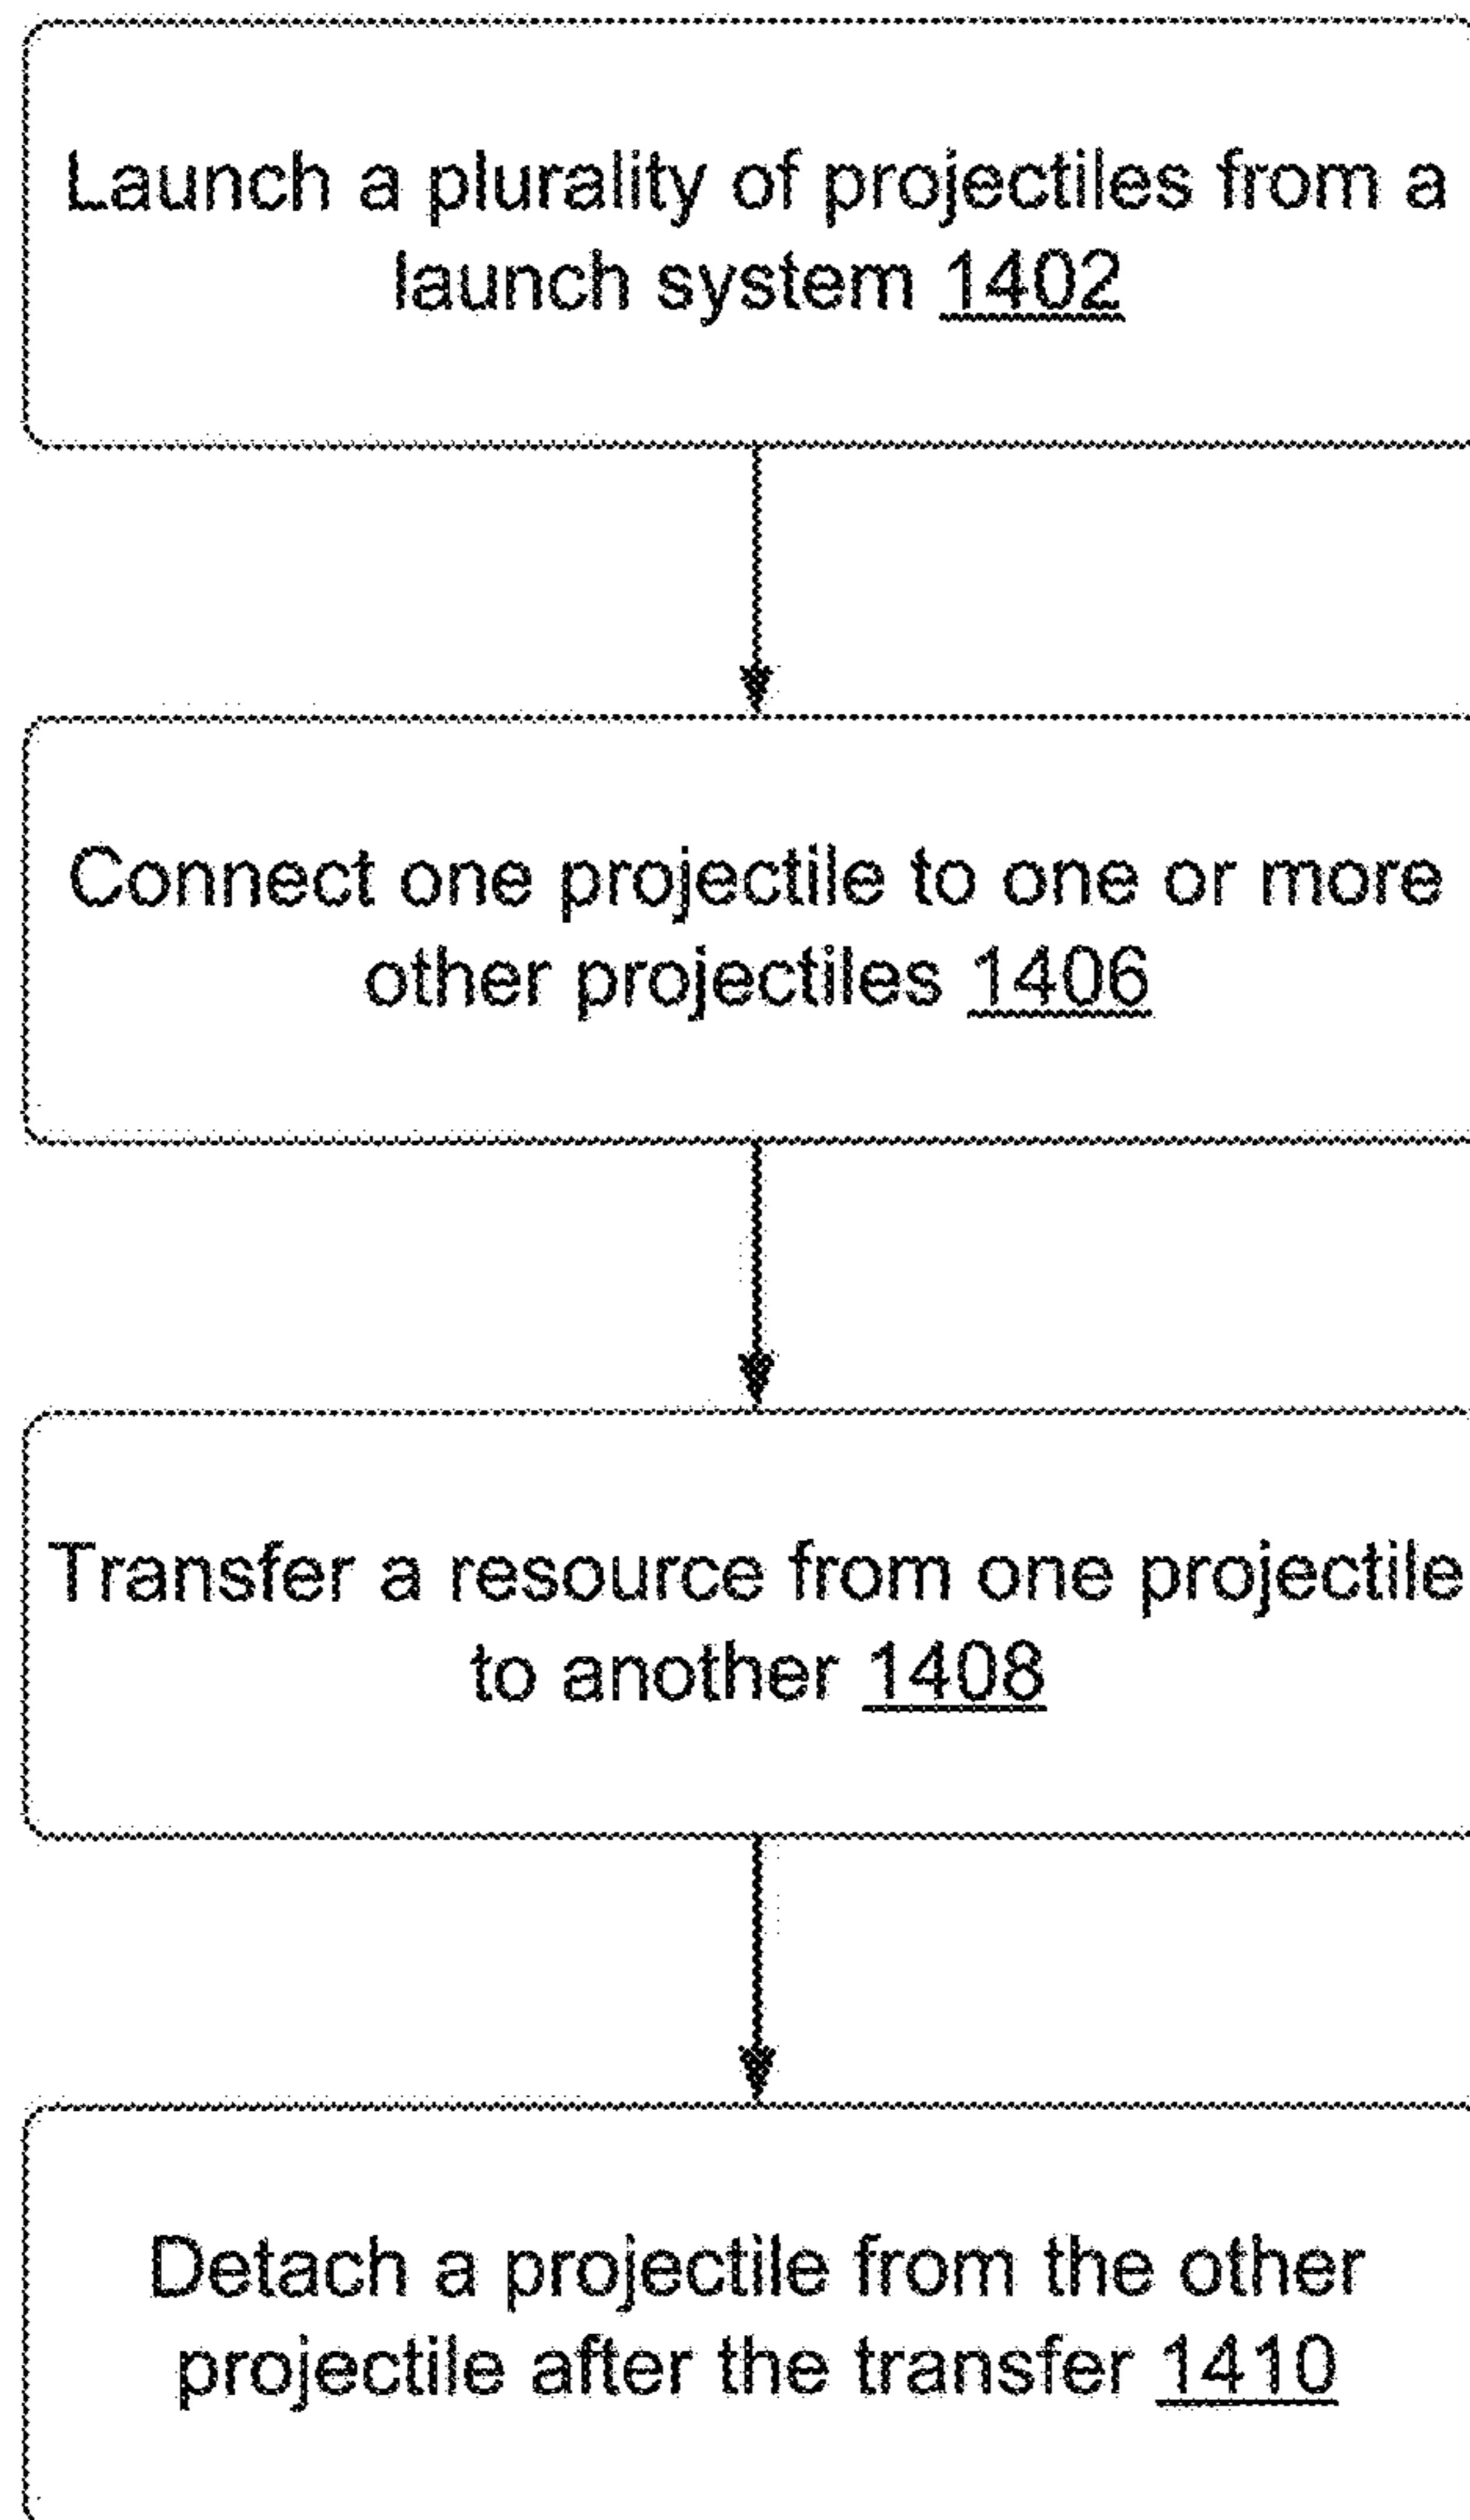 Launch a plurality of projectiles from a
launch system 1402
Connect one projectile to one or more
other projectiles 1406
Transfer a resource from one projectile
to another 1408
Detach a projectile from the other
projectile after the transfer 1410